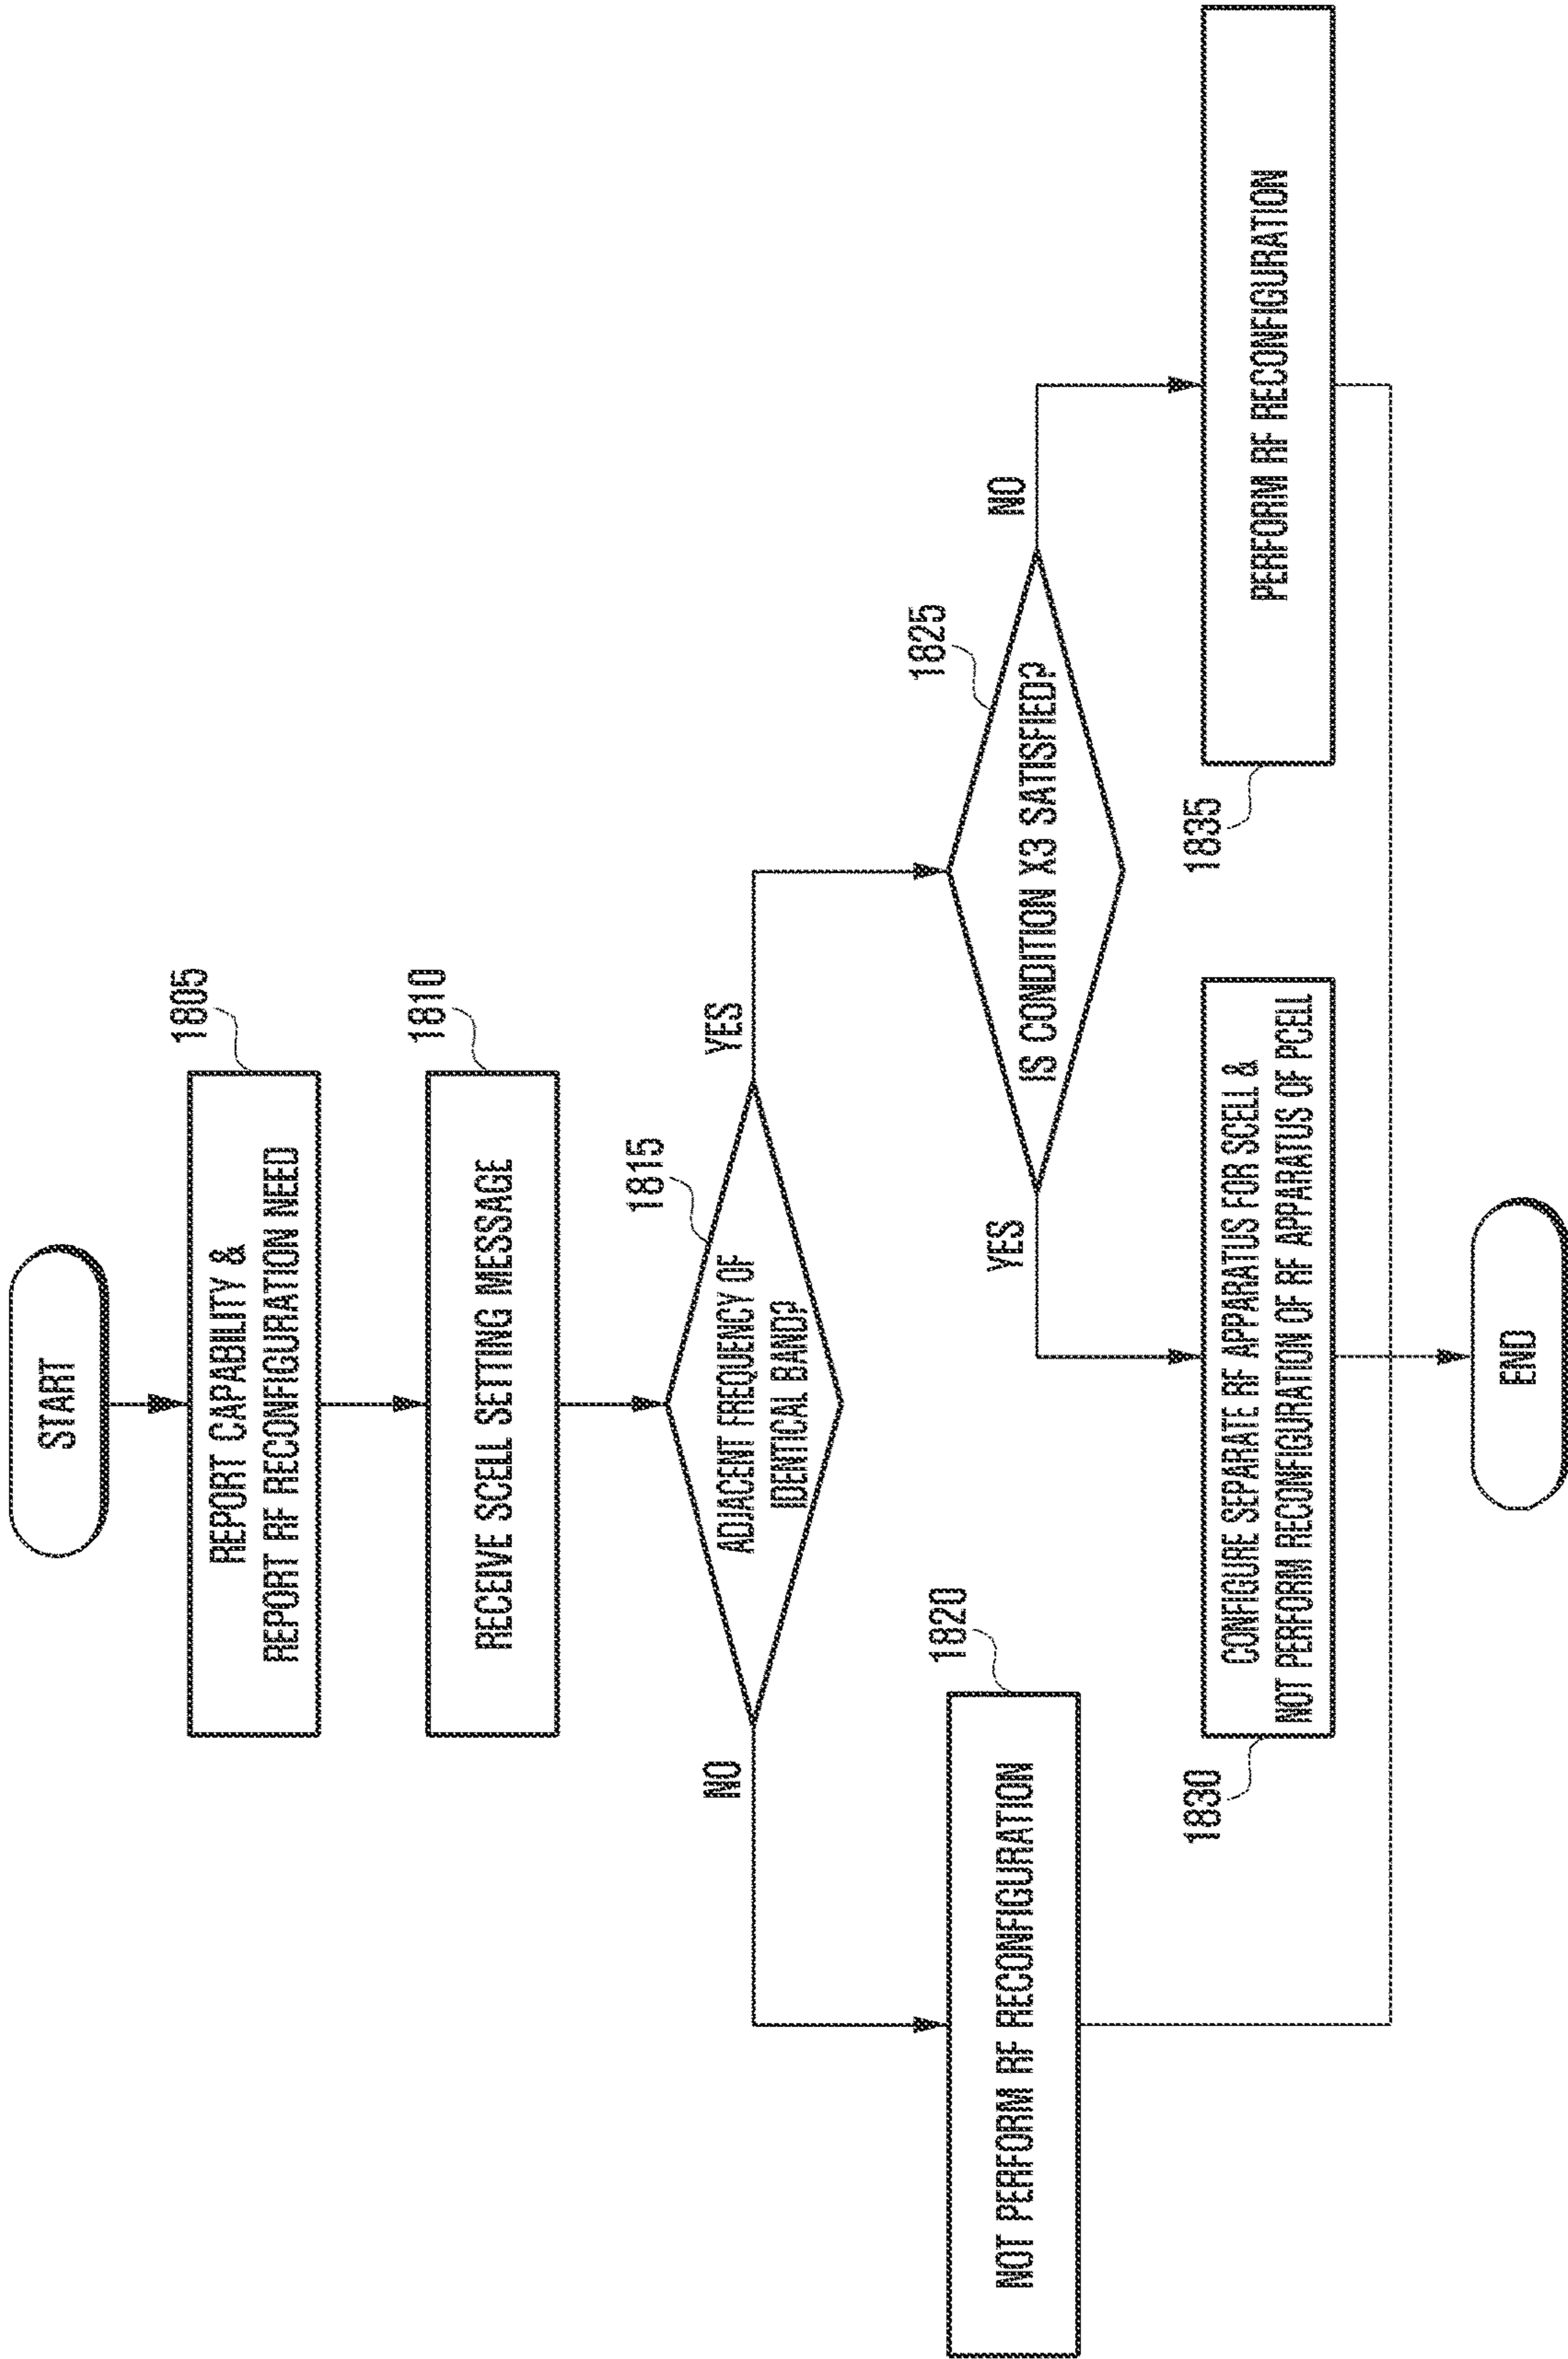 START
1805
REPORT CAPABILITY &
REPORT RF RECONFIGURATION NEED
1810
RECEIVE SCELL SETTING MESSAGE
1815
ADJACENT FREQUENCY OF
IDENTICAL BAND?
NO
YES
1820
NOT PERFORM RF RECONFIGURATION
1825
IS CONDITION X3 SATISFIED?
YES
NO
1830
CONFIGURE SEPARATE RF APPARATUS FOR SCELL &
NOT PERFORM RECONFIGURATION OF RF APPARATUS OF PCELL
1835
PERFORM RF RECONFIGURATION
END